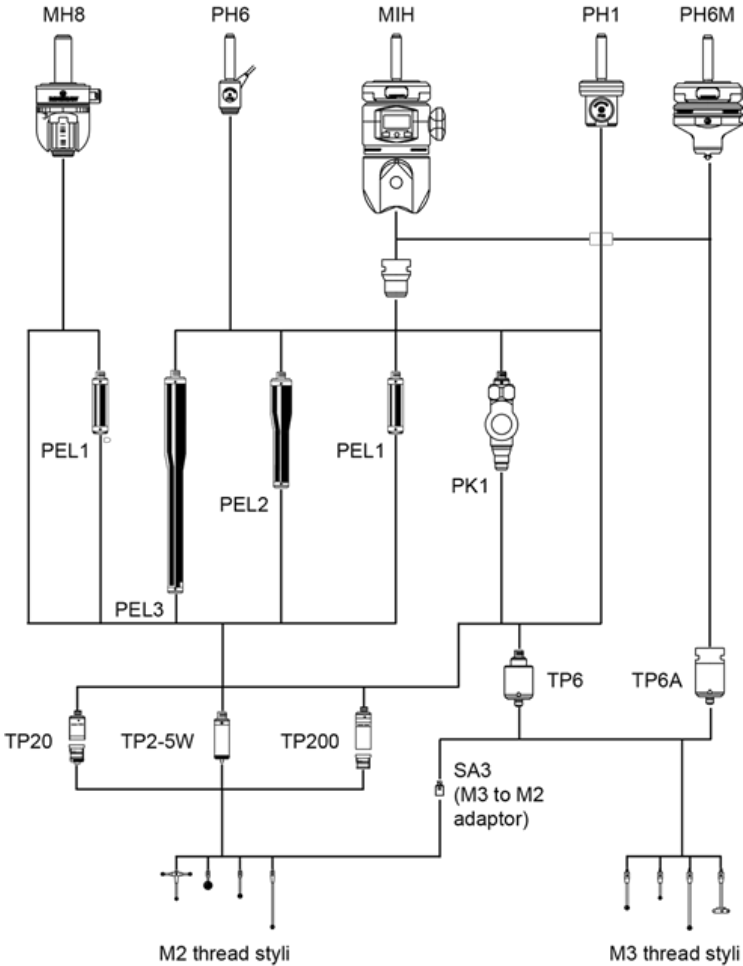 MH8
PH6
MIH
PH1
PH6M
PEL1
PEL3
PEL2
PEL1
PK1
TP6
TP6A
TP20
TP2-5W
TP200
SA3
(M3 to M2
adaptor)
M2 thread styli
M3 thread styli